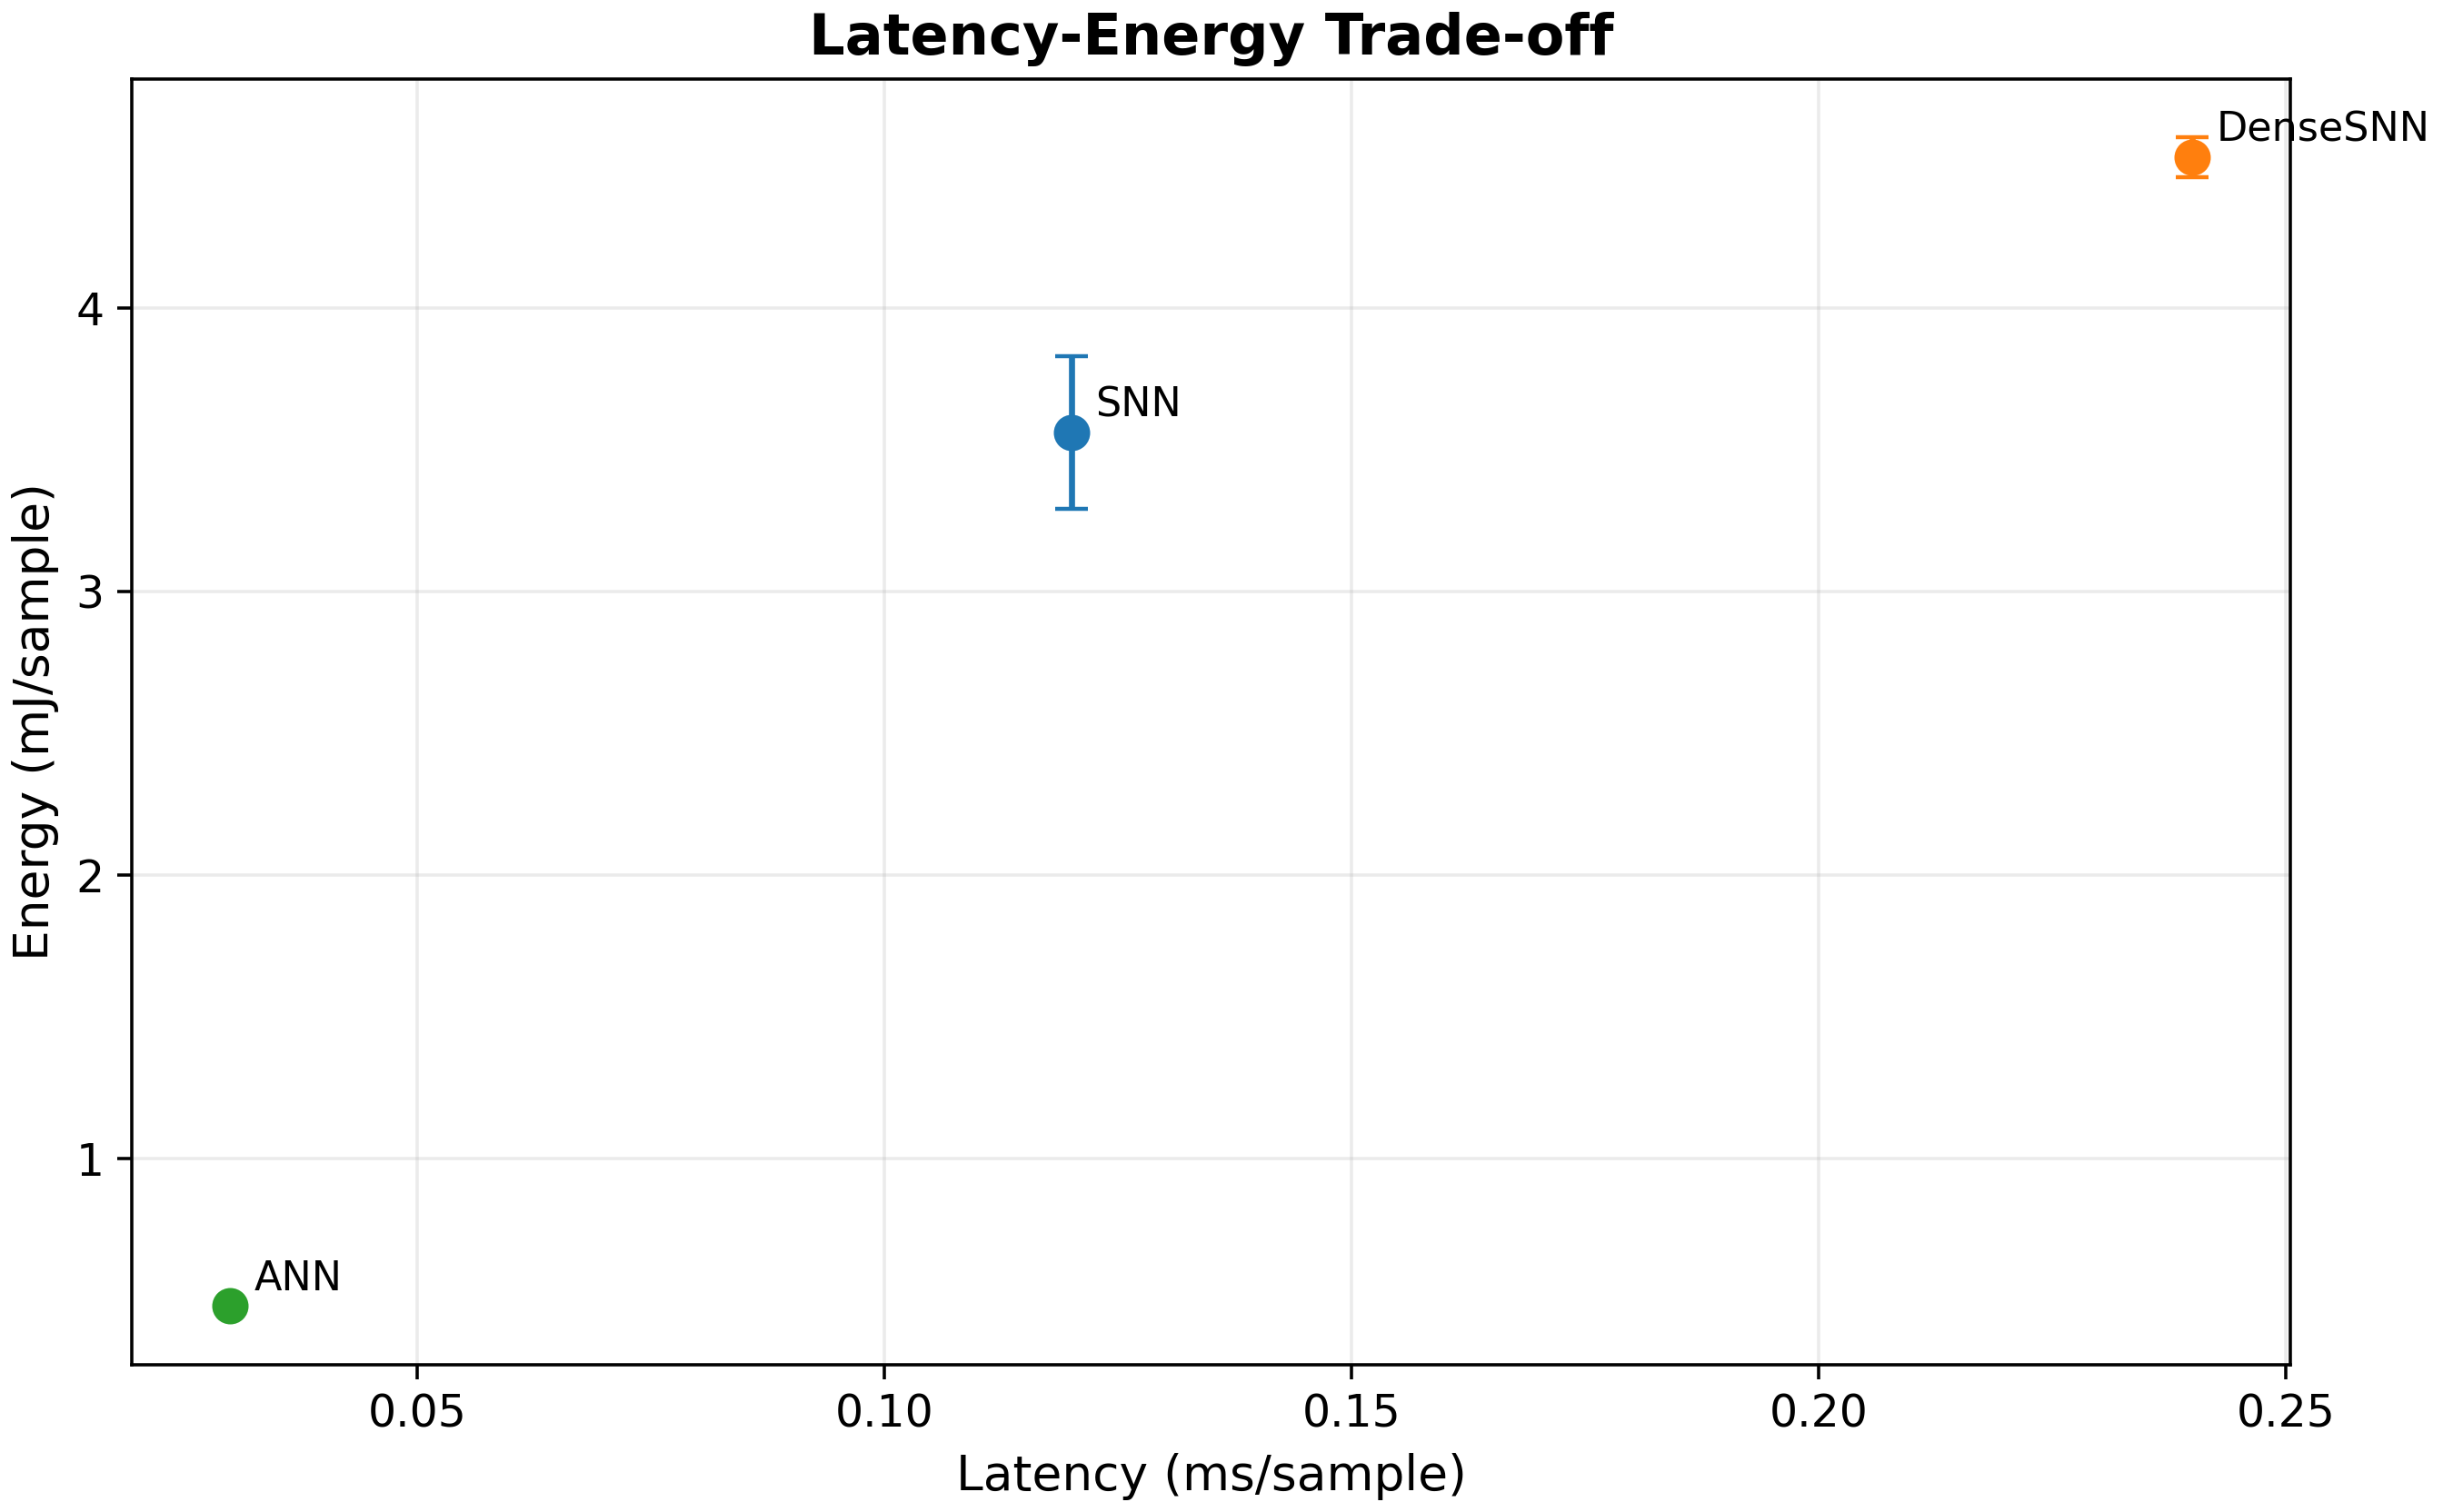 Latency-Energy Trade-off
DenseSNN
4
SNN
3
Energy (mJ/sample)
2
1
ANN
0.05 0.10 0.15 0.20 0.25
Latency (ms/sample)